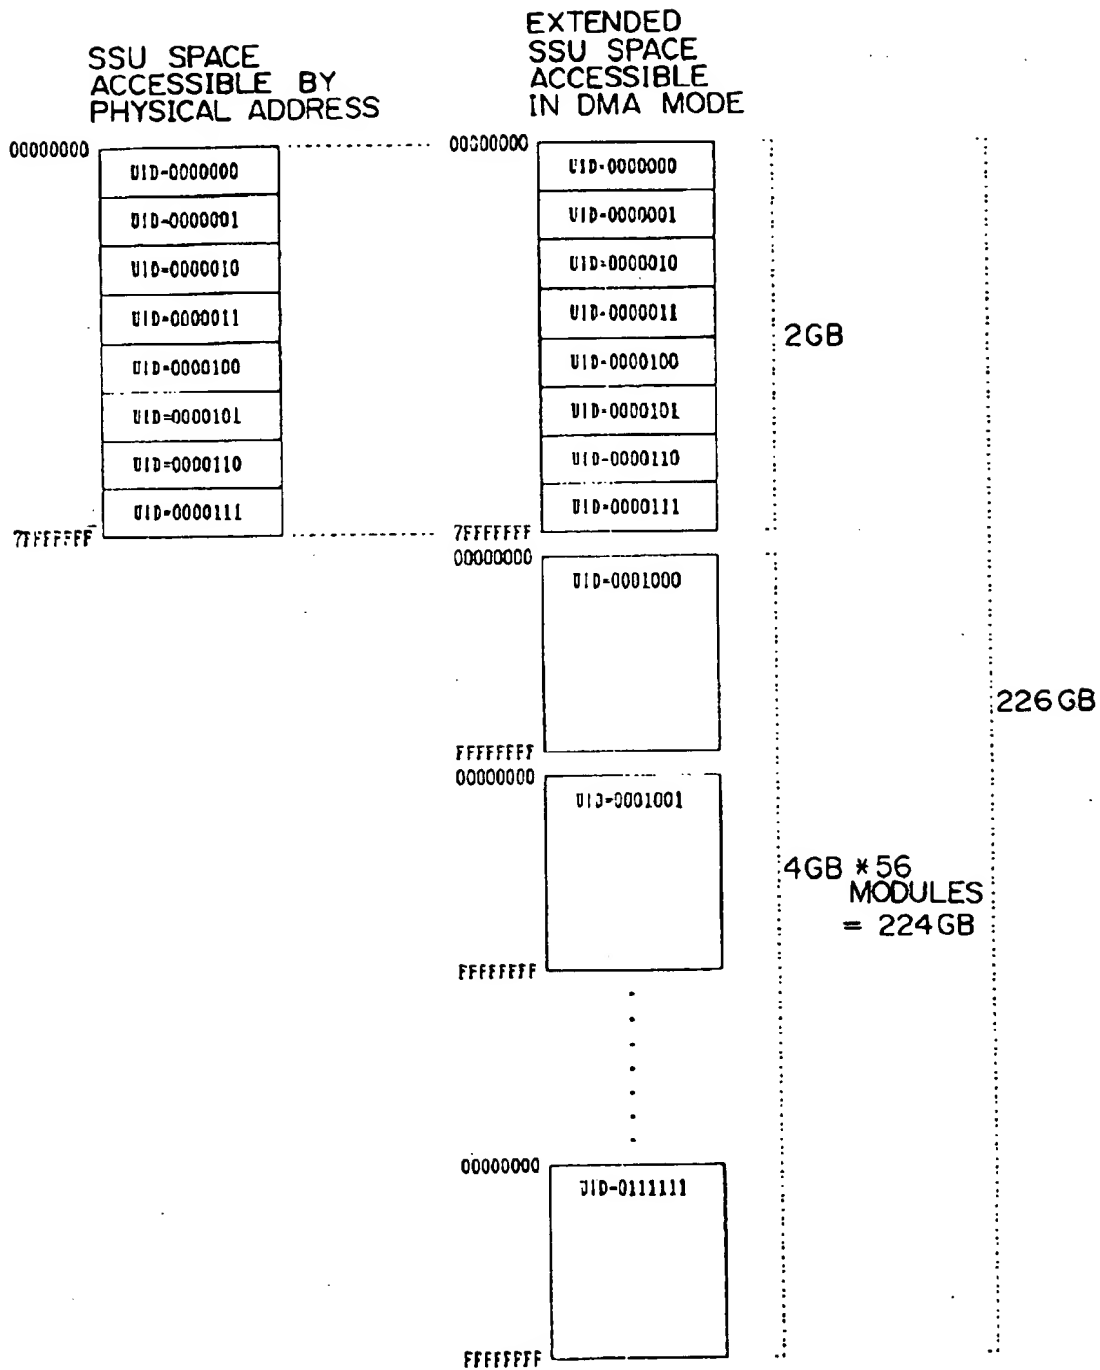 SSU SPACE
ACCESSIBLE BY
PHYSICAL ADDRESS
00000000
UID=0000000
UID=0000001
UID=0000010
UID=0000011
UID=0000100
UID=0000101
UID=0000110
UID=0000111
7FFFFFFF
EXTENDED
SSU SPACE
ACCESSIBLE
IN DMA MODE
00000000
UID=0000000
UID=0000001
UID=0000010
UID=0000011
UID=0000100
UID=0000101
UID=0000110
UID=0000111
7FFFFFFF
2GB
00000000
UID=0001000
FFFFFFFF
00000000
UID=0001001
FFFFFFFF
4GB *56
MODULES
= 224GB
226GB
00000000
UID=0111111
FFFFFFFF